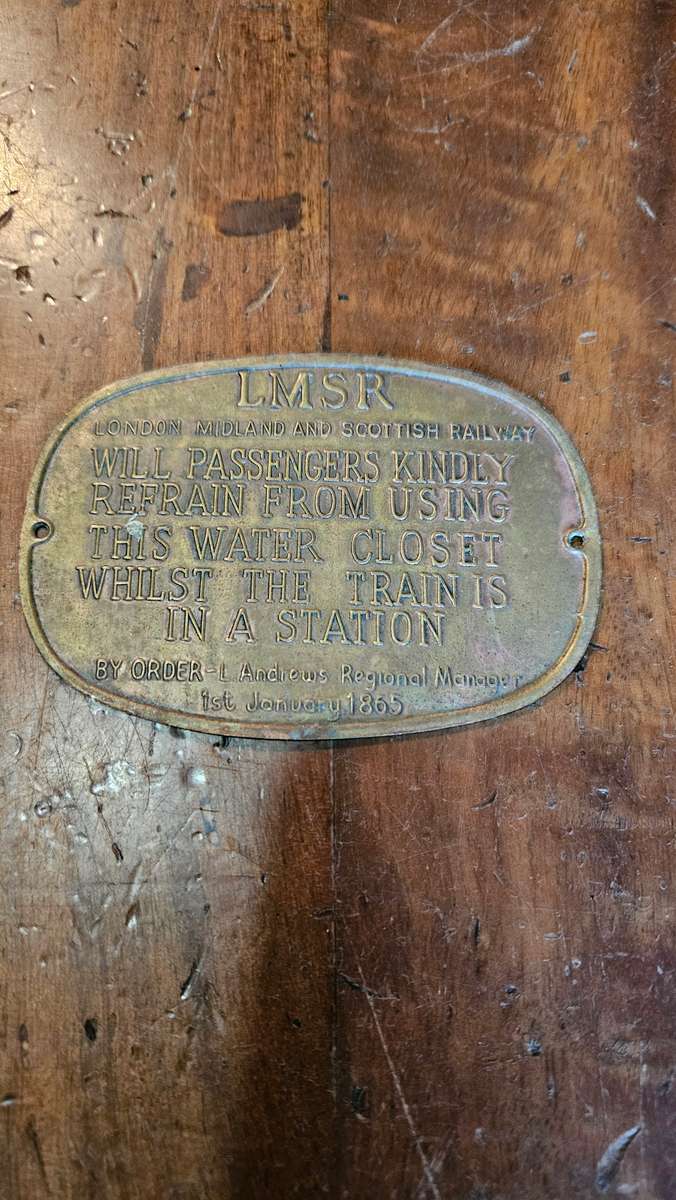 LMSR
LONDON MIDLAND AND SCOTTISH RAILWAY
WILL PASSENGERS KINDLY
REFRAIN FROM USING
THIS WATER CLOSET
WHILST THE TRAIN IS
IN A STATION
BY ORDER-L Andrews Regional Manager
1st January 1865